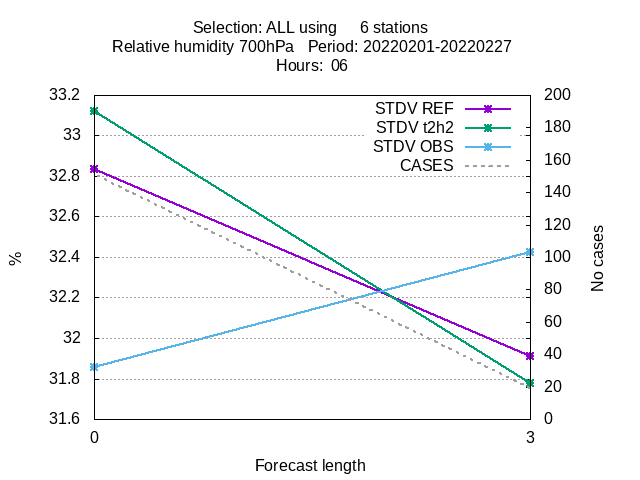 Selection: ALL using     6 stations
Relative humidity 700hPa   Period: 20220201-20220227
Hours:  06
33.2
33
32.8
32.6
32.4
32.2
32
31.8
31.6
%
STDV REF
STDV t2h2
STDV OBS
CASES
200
180
160
140
120
100
80
60
40
20
0
No cases
0
3
Forecast length